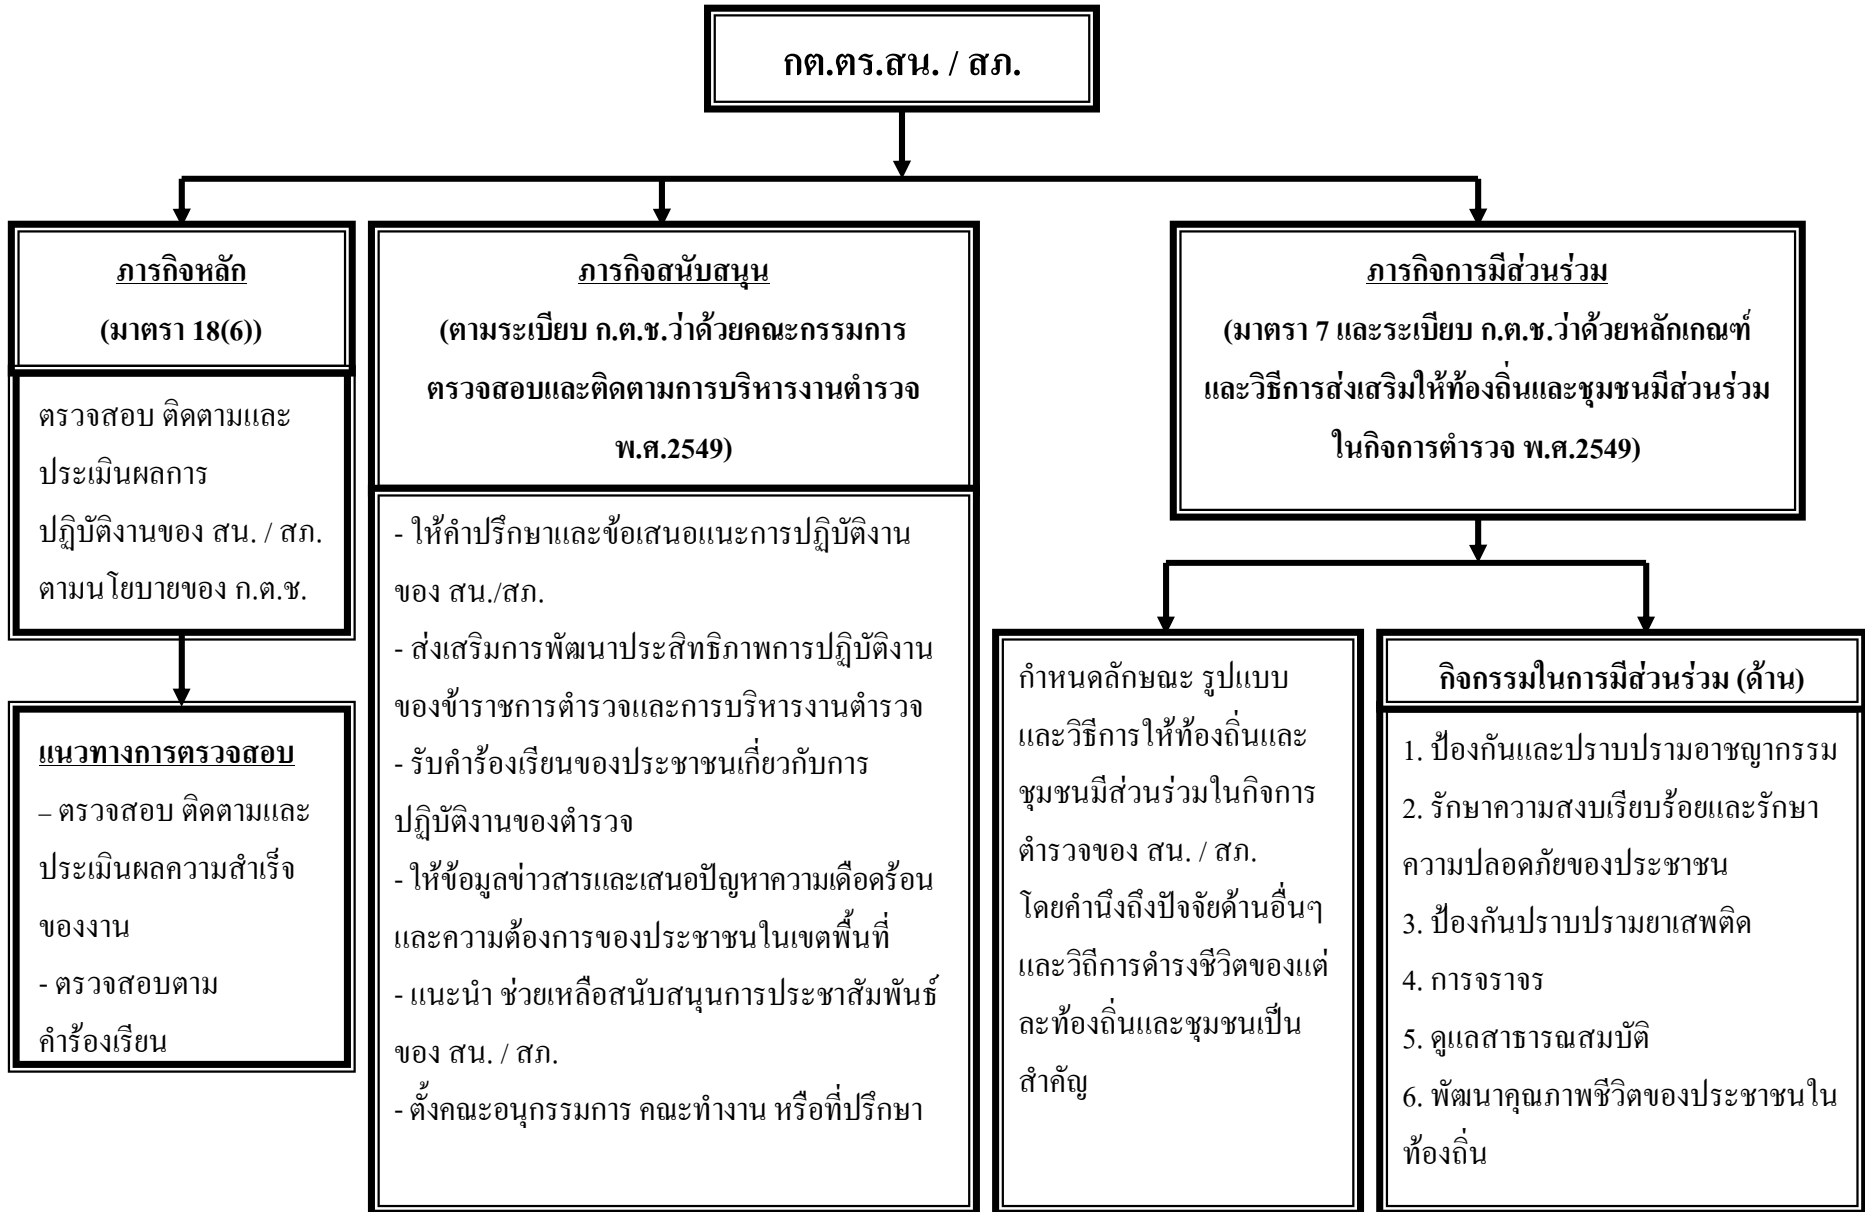 กต.ตร.สน. / สภ.
ภารกิจหลัก
(มาตรา 18(6))
ตรวจสอบ ติดตามและ
ประเมินผลการ
ปฏิบัติงานของ สน. / สภ.
ตามนโยบายของ ก.ต.ช.
แนวทางการตรวจสอบ
– ตรวจสอบ ติดตามและ
ประเมินผลความสำเร็จ
ของงาน
- ตรวจสอบตาม
คำร้องเรียน
ภารกิจสนับสนุน
(ตามระเบียบ ก.ต.ช.ว่าด้วยคณะกรรมการ
ตรวจสอบและติดตามการบริหารงานตำรวจ
พ.ศ.2549)
- ให้คำปรึกษาและข้อเสนอแนะการปฏิบัติงาน
ของ สน./สภ.
- ส่งเสริมการพัฒนาประสิทธิภาพการปฏิบัติงาน
ของข้าราชการตำรวจและการบริหารงานตำรวจ
- รับคำร้องเรียนของประชาชนเกี่ยวกับการ
ปฏิบัติงานของตำรวจ
- ให้ข้อมูลข่าวสารและเสนอปัญหาความเดือดร้อน
และความต้องการของประชาชนในเขตพื้นที่
- แนะนำ ช่วยเหลือสนับสนุนการประชาสัมพันธ์
ของ สน. / สภ.
- ตั้งคณะอนุกรรมการ คณะทำงาน หรือที่ปรึกษา
ภารกิจการมีส่วนร่วม
(มาตรา 7 และระเบียบ ก.ต.ช.ว่าด้วยหลักเกณฑ์
และวิธีการส่งเสริมให้ท้องถิ่นและชุมชนมีส่วนร่วม
ในกิจการตำรวจ พ.ศ.2549)
กำหนดลักษณะ รูปแบบ
และวิธีการให้ท้องถิ่นและ
ชุมชนมีส่วนร่วมในกิจการ
ตำรวจของ สน. / สภ.
โดยคำนึงถึงปัจจัยด้านอื่นๆ
และวิถีการดำรงชีวิตของแต่
ละท้องถิ่นและชุมชนเป็น
สำคัญ
กิจกรรมในการมีส่วนร่วม (ด้าน)
1. ป้องกันและปราบปรามอาชญากรรม
2. รักษาความสงบเรียบร้อยและรักษา
ความปลอดภัยของประชาชน
3. ป้องกันปราบปรามยาเสพติด
4. การจราจร
5. ดูแลสาธารณสมบัติ
6. พัฒนาคุณภาพชีวิตของประชาชนใน
ท้องถิ่น